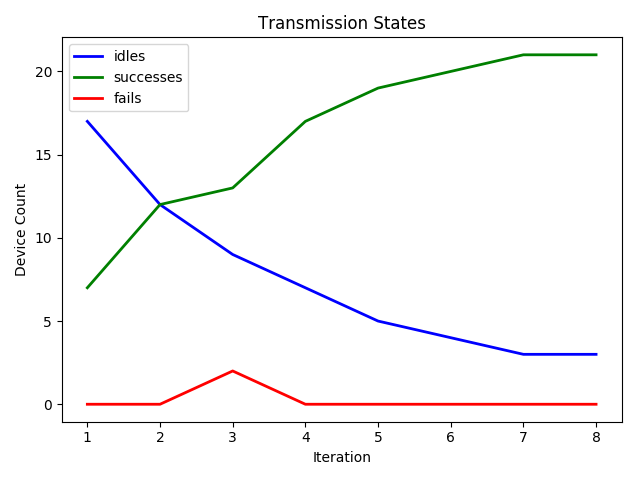 Transmission States
idles
successes
fails
20
15
10
5
0
Device Count
1 2 3 4 5 6 7 8
Iteration